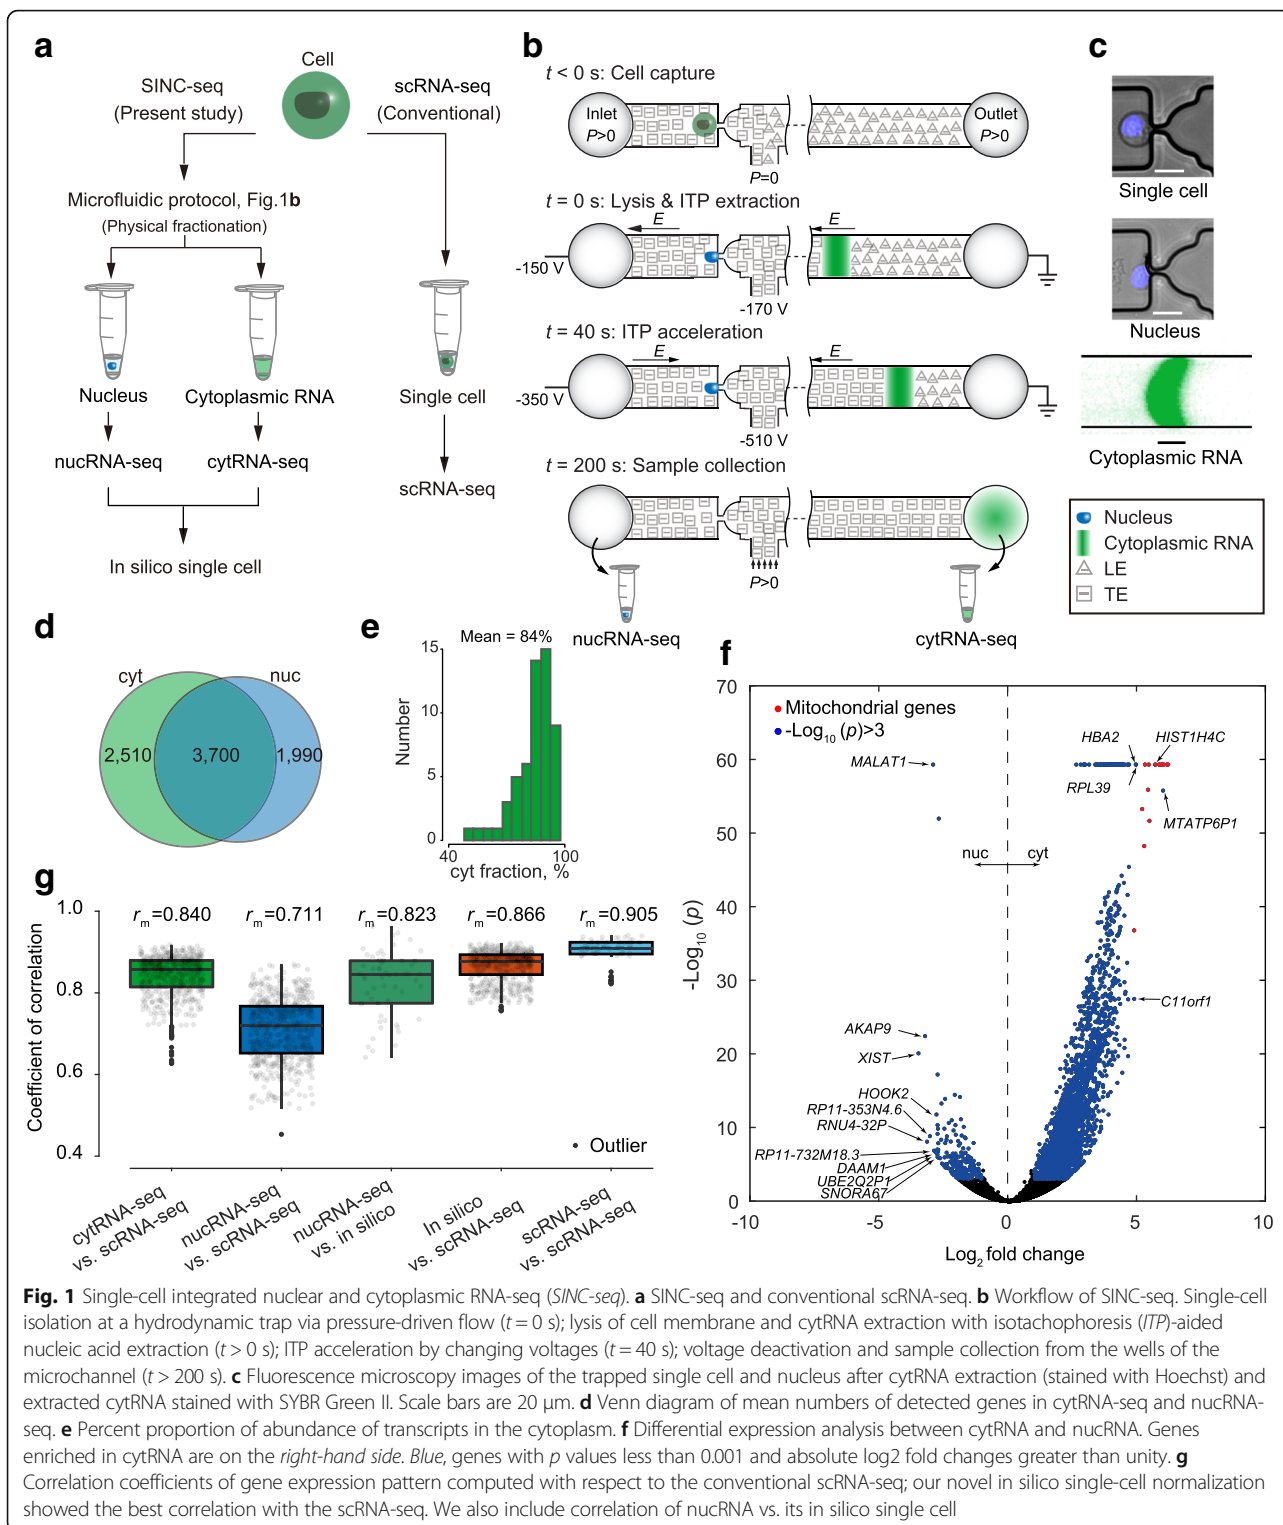 a
Cell
SINC-seq
(Present study)
scRNA-seq
(Conventional)
Microfluidic protocol, Fig.1b
(Physical fractionation)
Nucleus
Cytoplasmic RNA
Single cell
nucRNA-seq
cytRNA-seq
scRNA-seq
In silico single cell
b
t < 0 s: Cell capture
Inlet
P>0
Outlet
P>0
P=0
t = 0 s: Lysis & ITP extraction
E
E
-150 V
-170 V
t = 40 s: ITP acceleration
E
E
-350 V
-510 V
t = 200 s: Sample collection
P>0
nucRNA-seq
cytRNA-seq
c
Single cell
Nucleus
Cytoplasmic RNA
Nucleus
Cytoplasmic RNA
LE
TE
d
cyt
nuc
2,510
3,700
1,990
e
Mean = 84%
15
10
5
0
Number
40
100
cyt fraction, %
f
70
60
50
40
30
20
10
0
-Log10 (p)
Mitochondrial genes
-Log10 (p)>3
MALAT1
HBA2
HIST1H4C
RPL39
MTATP6P1
nuc
cyt
C11orf1
AKAP9
XIST
HOOK2
RP11-353N4.6
RNU4-32P
RP11-732M18.3
DAAM1
UBE2Q2P1
SNORA67
-10
-5
0
5
10
Log2 fold change
g
1.0
0.8
0.6
0.4
Coefficient of correlation
rm=0.840
rm=0.711
rm=0.823
rm=0.866
rm=0.905
Outlier
cytRNA-seq
vs. scRNA-seq
nucRNA-seq
vs. scRNA-seq
nucRNA-seq
vs. in silico
In silico
vs. scRNA-seq
scRNA-seq
vs. scRNA-seq
Fig. 1 Single-cell integrated nuclear and cytoplasmic RNA-seq (SINC-seq). a SINC-seq and conventional scRNA-seq. b Workflow of SINC-seq. Single-cell
isolation at a hydrodynamic trap via pressure-driven flow (t = 0 s); lysis of cell membrane and cytRNA extraction with isotachophoresis (ITP)-aided
nucleic acid extraction (t > 0 s); ITP acceleration by changing voltages (t = 40 s); voltage deactivation and sample collection from the wells of the
microchannel (t > 200 s). c Fluorescence microscopy images of the trapped single cell and nucleus after cytRNA extraction (stained with Hoechst) and
extracted cytRNA stained with SYBR Green II. Scale bars are 20 μm. d Venn diagram of mean numbers of detected genes in cytRNA-seq and nucRNA-
seq. e Percent proportion of abundance of transcripts in the cytoplasm. f Differential expression analysis between cytRNA and nucRNA. Genes
enriched in cytRNA are on the right-hand side. Blue, genes with p values less than 0.001 and absolute log2 fold changes greater than unity. g
Correlation coefficients of gene expression pattern computed with respect to the conventional scRNA-seq; our novel in silico single-cell normalization
showed the best correlation with the scRNA-seq. We also include correlation of nucRNA vs. its in silico single cell